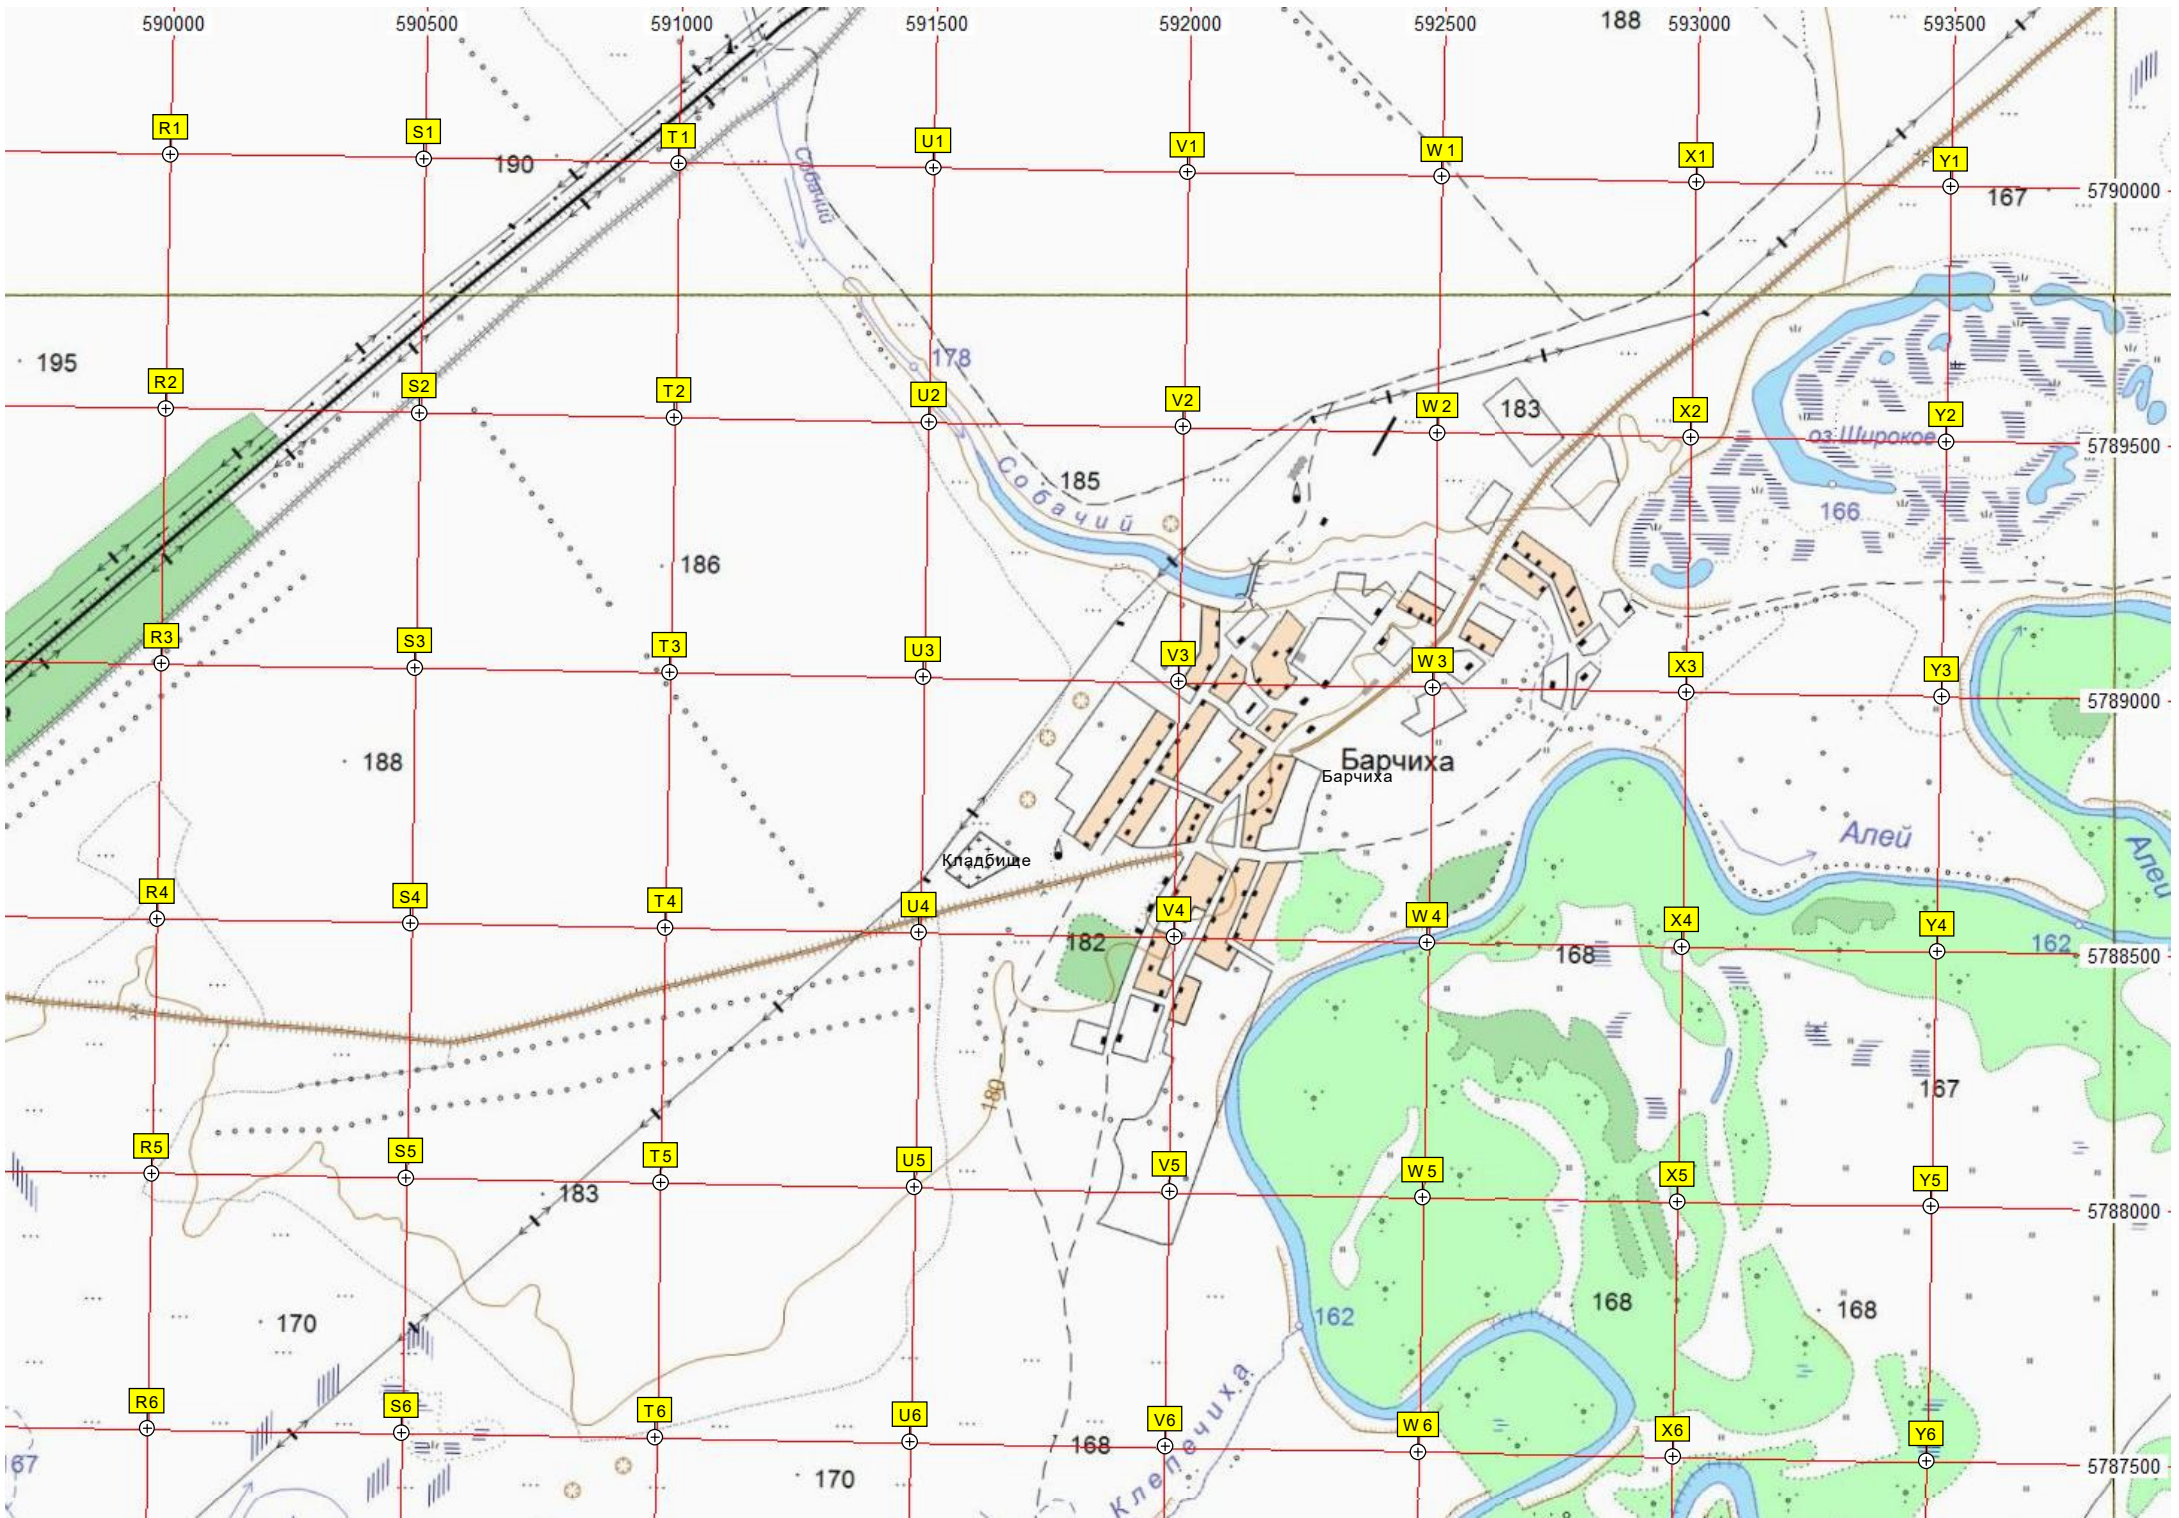 590000 590500 591000 591500 592000 592500 593000 593500
188
R1 S1 T1 U1 V1 W1 X1 Y1
190
Собачий
5790000
167
195
178
R2 S2 T2 U2 V2 W2 X2 Y2
183
оз.Широкое
5789500
185
Собачий
166
186
R3 S3 T3 U3 V3 W3 X3 Y3
5789000
188
Барчиха
Барчиха
Алей
Алей
Кладбище
R4 S4 T4 U4 V4 W4 X4 Y4
182
168
162
5788500
180
167
R5 S5 T5 U5 V5 W5 X5 Y5
183
5788000
170
162
168
168
Клепечиха
R6 S6 T6 U6 V6 W6 X6 Y6
168
67
170
5787500